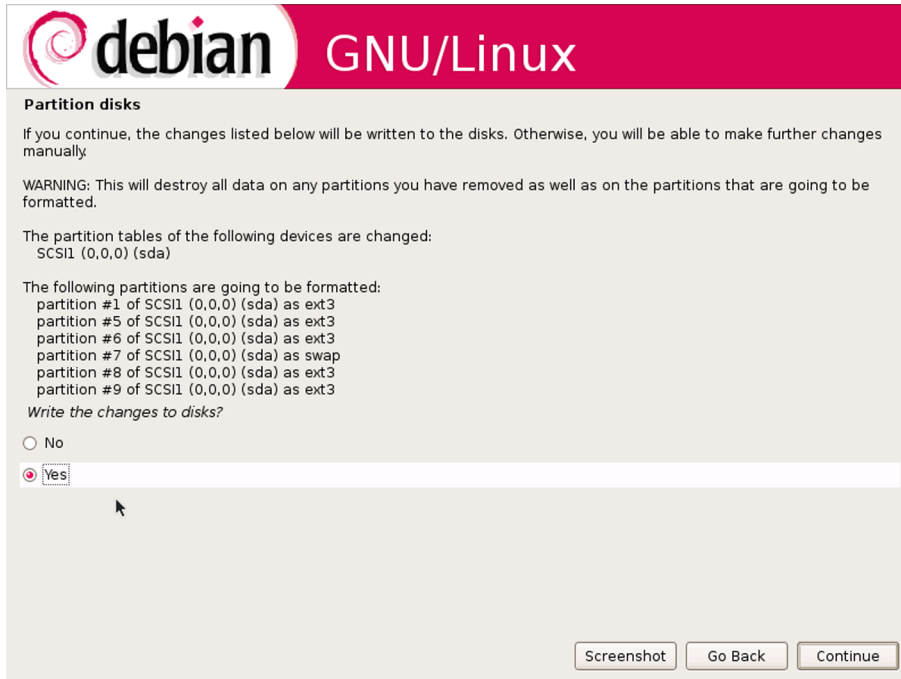 debian GNU/Linux
Partition disks
If you continue, the changes listed below will be written to the disks. Otherwise, you will be able to make further changes
manually.
WARNING: This will destroy all data on any partitions you have removed as well as on the partitions that are going to be
formatted.
The partition tables of the following devices are changed:
SCSI1 (0,0,0) (sda)
The following partitions are going to be formatted:
partition #1 of SCSI1 (0,0,0) (sda) as ext3
partition #5 of SCSI1 (0,0,0) (sda) as ext3
partition #6 of SCSI1 (0,0,0) (sda) as ext3
partition #7 of SCSI1 (0,0,0) (sda) as swap
partition #8 of SCSI1 (0,0,0) (sda) as ext3
partition #9 of SCSI1 (0,0,0) (sda) as ext3
Write the changes to disks?
No
Yes
Screenshot Go Back Continue